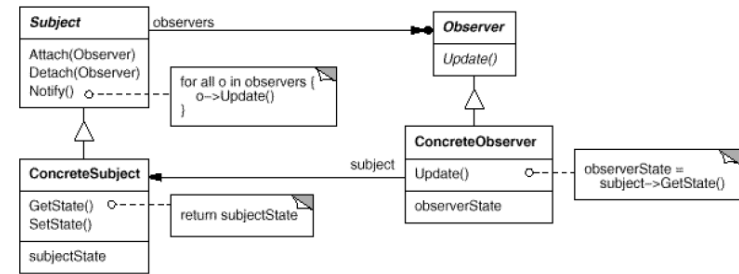 Subject
observers
Observer
Attach(Observer)
Detach(Observer)
Notify()
for all o in observers {
o->Update()
}
Update()
ConcreteSubject
GetState()
SetState()
subjectState
return subjectState
subject
ConcreteObserver
Update()
observerState
observerState =
subject->GetState()